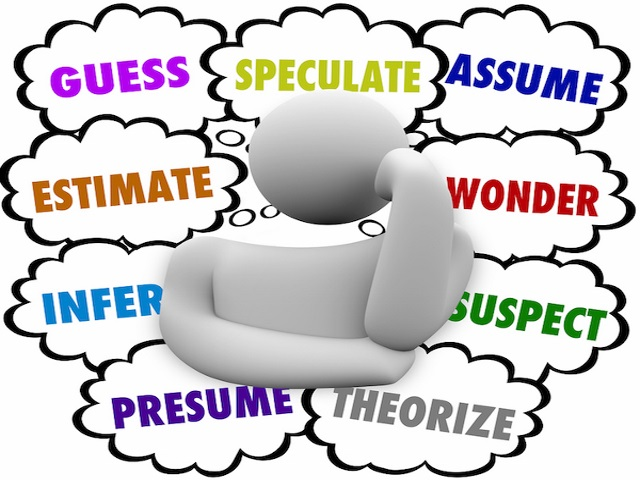 GUESS
SPECULATE
ASSUME
ESTIMATE
WONDER
INFER
SUSPECT
PRESUME
THEORIZE